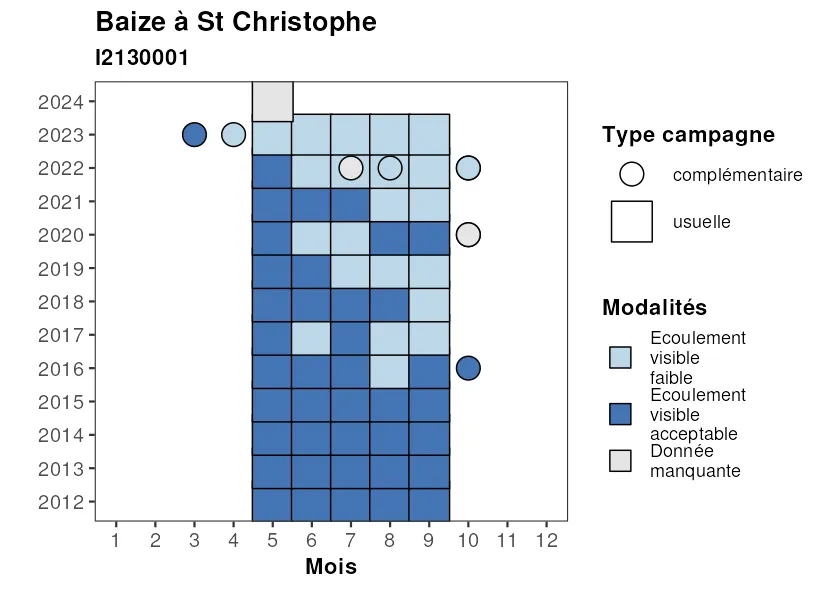 Baize à St Christophe
I2130001
2024
2023
2022
2021
2020
2019
2018
2017
2016
2015
2014
2013
2012
1 2 3 4 5 6 7 8 9 10 11 12
Mois
Type campagne
complémentaire
usuelle
Modalités
Ecoulement
visible
faible
Ecoulement
visible
acceptable
Donnée
manquante